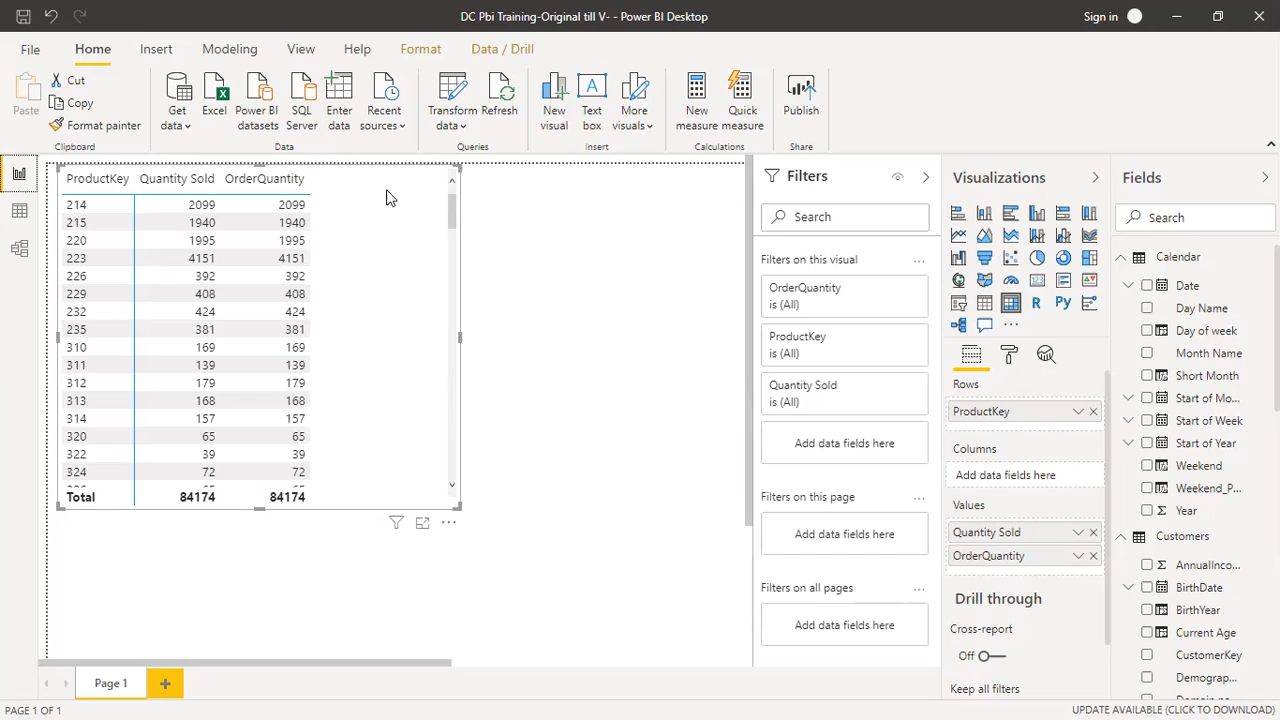 DC Pbi Training-Original till V- - Power BI Desktop
Sign in
File Home Insert Modeling View Help Format Data / Drill
Paste
Cut
Copy
Format painter
Clipboard
Get data
Excel
Power BI datasets
SQL Server
Enter data
Recent sources
Data
Transform data
Refresh
Queries
New visual
Text box
More visuals
Insert
New measure
Quick measure
Calculations
Publish
Share
ProductKey Quantity Sold OrderQuantity
214 2099 2099
215 1940 1940
220 1995 1995
223 4151 4151
226 392 392
229 408 408
232 424 424
235 381 381
310 169 169
311 139 139
312 179 179
313 168 168
314 157 157
320 65 65
322 39 39
324 72 72
Total 84174 84174
Filters
Search
Filters on this visual ...
OrderQuantity
is (All)
ProductKey
is (All)
Quantity Sold
is (All)
Add data fields here
Filters on this page ...
Add data fields here
Filters on all pages ...
Add data fields here
Visualizations
R Py
Rows
ProductKey
Columns
Add data fields here
Values
Quantity Sold
OrderQuantity
Drill through
Cross-report
Off
Keep all filters
Fields
Search
Calendar
Date
Day Name
Day of week
Month Name
Short Month
Start of Mo...
Start of Week
Start of Year
Weekend
Weekend_P...
Year
Customers
AnnualInco...
BirthDate
BirthYear
Current Age
CustomerKey
Demograp...
Page 1
PAGE 1 OF 1
UPDATE AVAILABLE (CLICK TO DOWNLOAD)